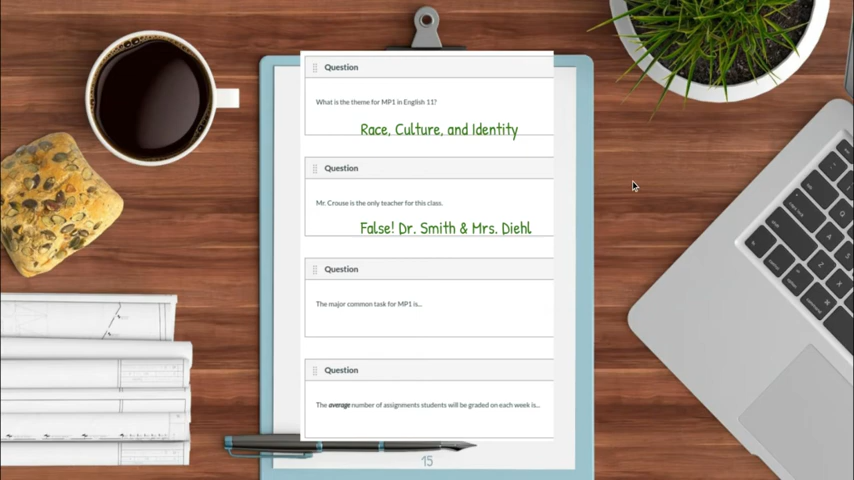 Question
What is the theme for MP1 in English 11?
Race, Culture, and Identity
Question
Mr. Crouse is the only teacher for this class.
False! Dr. Smith & Mrs. Diehl
Question
The major common task for MP1 is...
Question
The average number of assignments students will be graded on each week is...
15